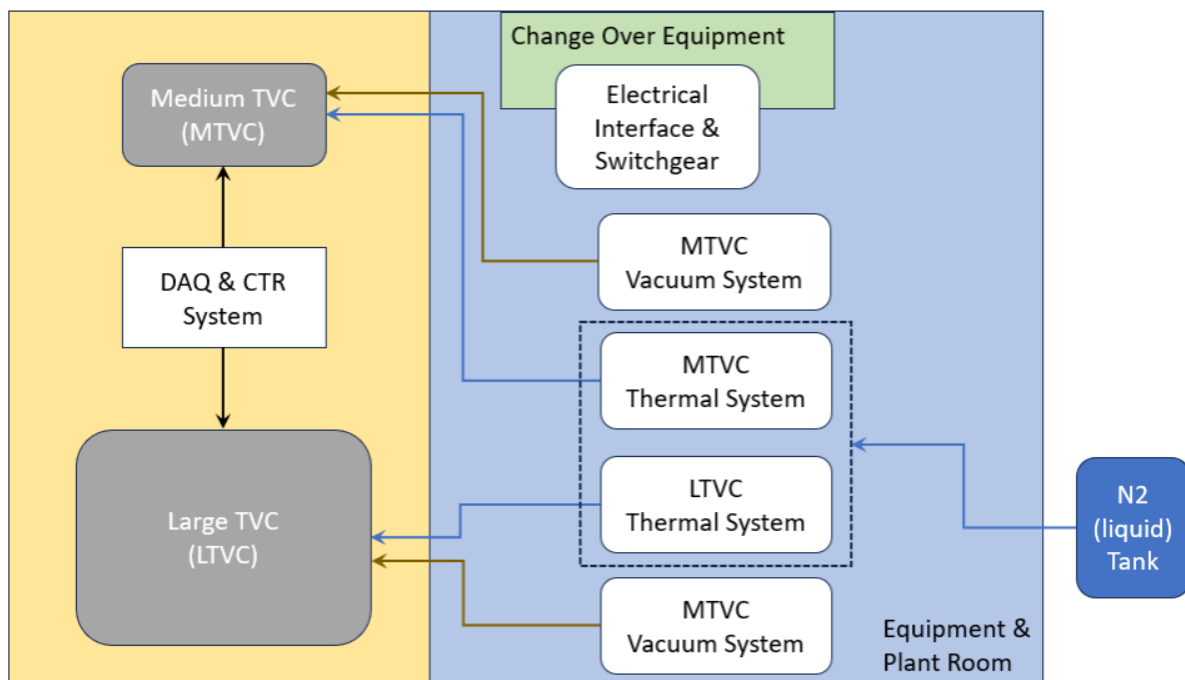 Change Over Equipment
Medium TVC
(MTVC)
Electrical
Interface &
Switchgear
MTVC
Vacuum System
DAQ & CTR
System
MTVC
Thermal System
Large TVC
(LTVC)
LTVC
Thermal System
N2
(liquid)
Tank
MTVC
Vacuum System
Equipment &
Plant Room